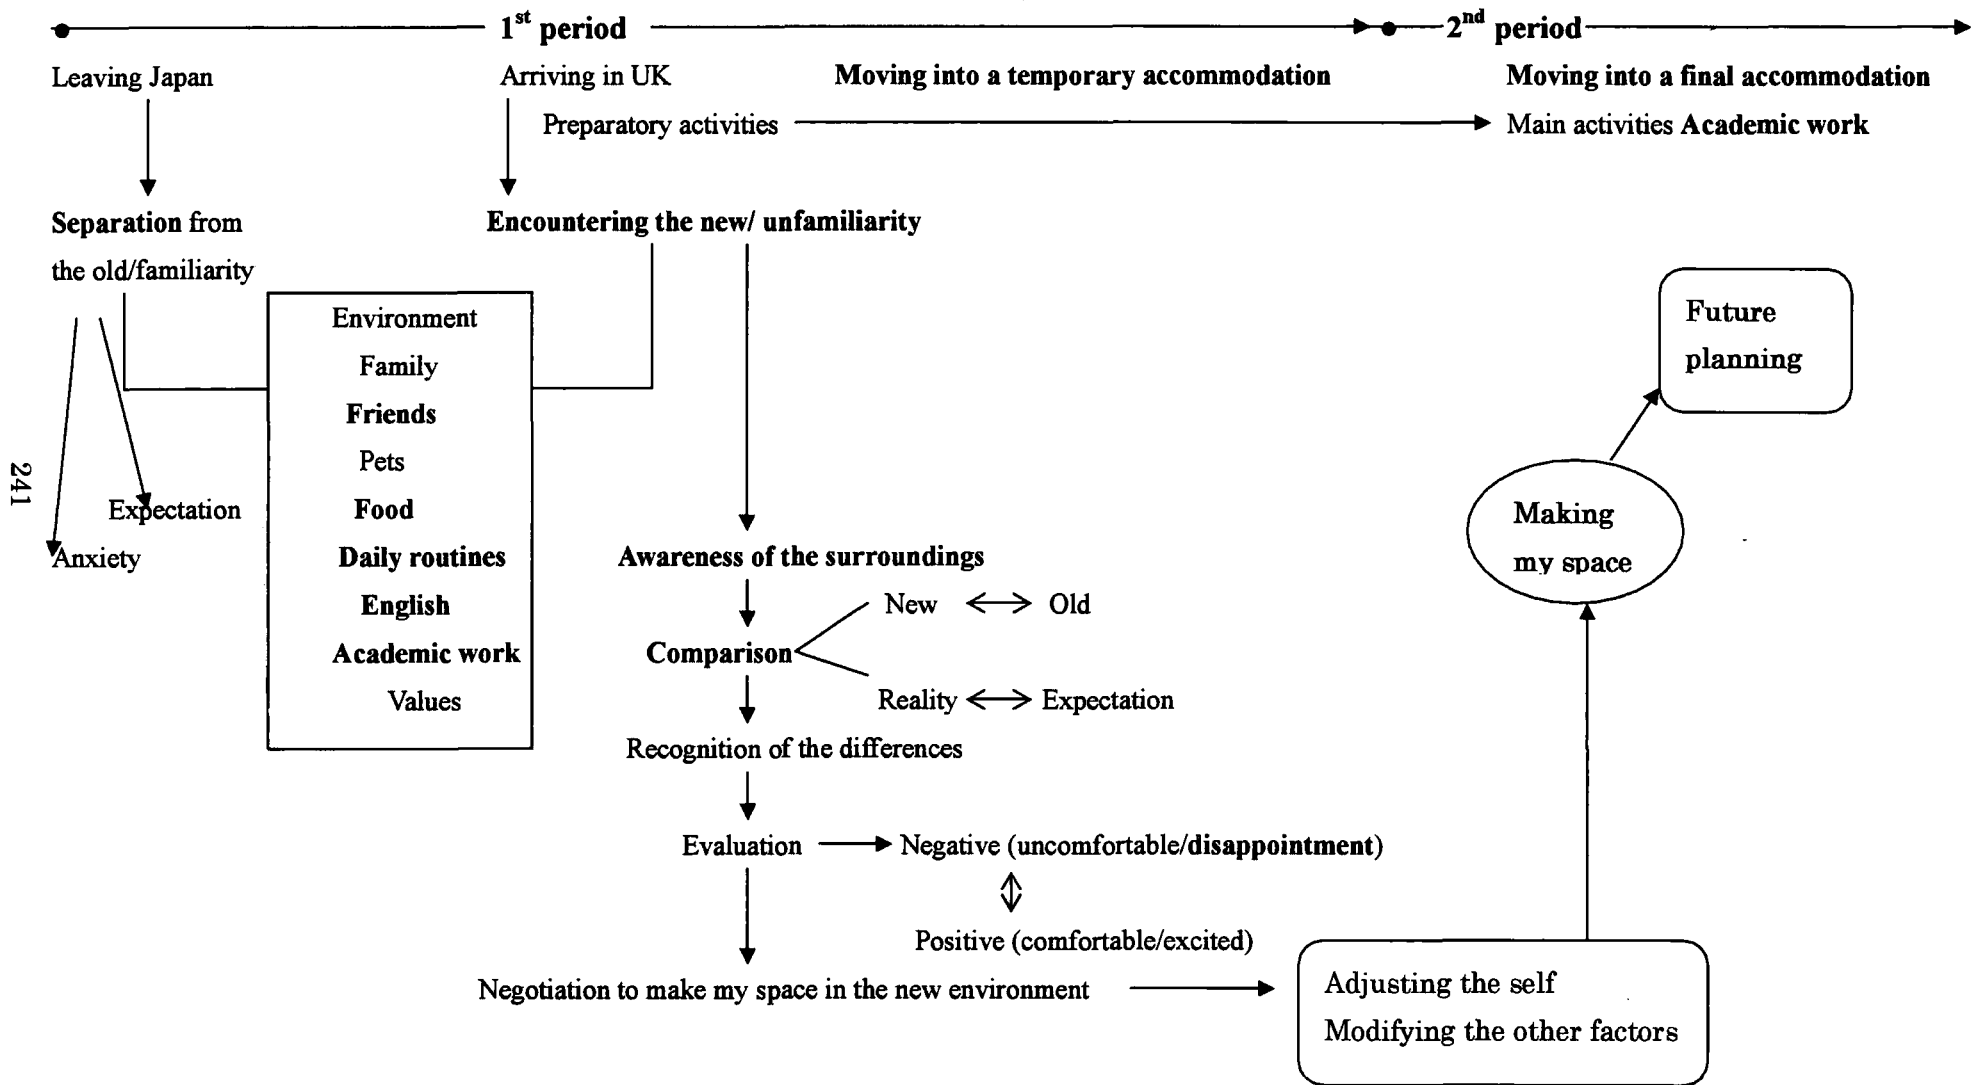 1st period 2nd period
Leaving Japan Arriving in UK Moving into a temporary accommodation Moving into a final accommodation
Preparatory activities Main activities Academic work
Separation from
the old/familiarity
Encountering the new/ unfamiliarity
Environment
Family
Friends
Pets
Food
Daily routines
English
Academic work
Values
Expectation
Anxiety
241
Awareness of the surroundings
New Old
Comparison
Reality Expectation
Recognition of the differences
Evaluation Negative (uncomfortable/disappointment)
Positive (comfortable/excited)
Negotiation to make my space in the new environment
Adjusting the self
Modifying the other factors
Making
my space
Future
planning